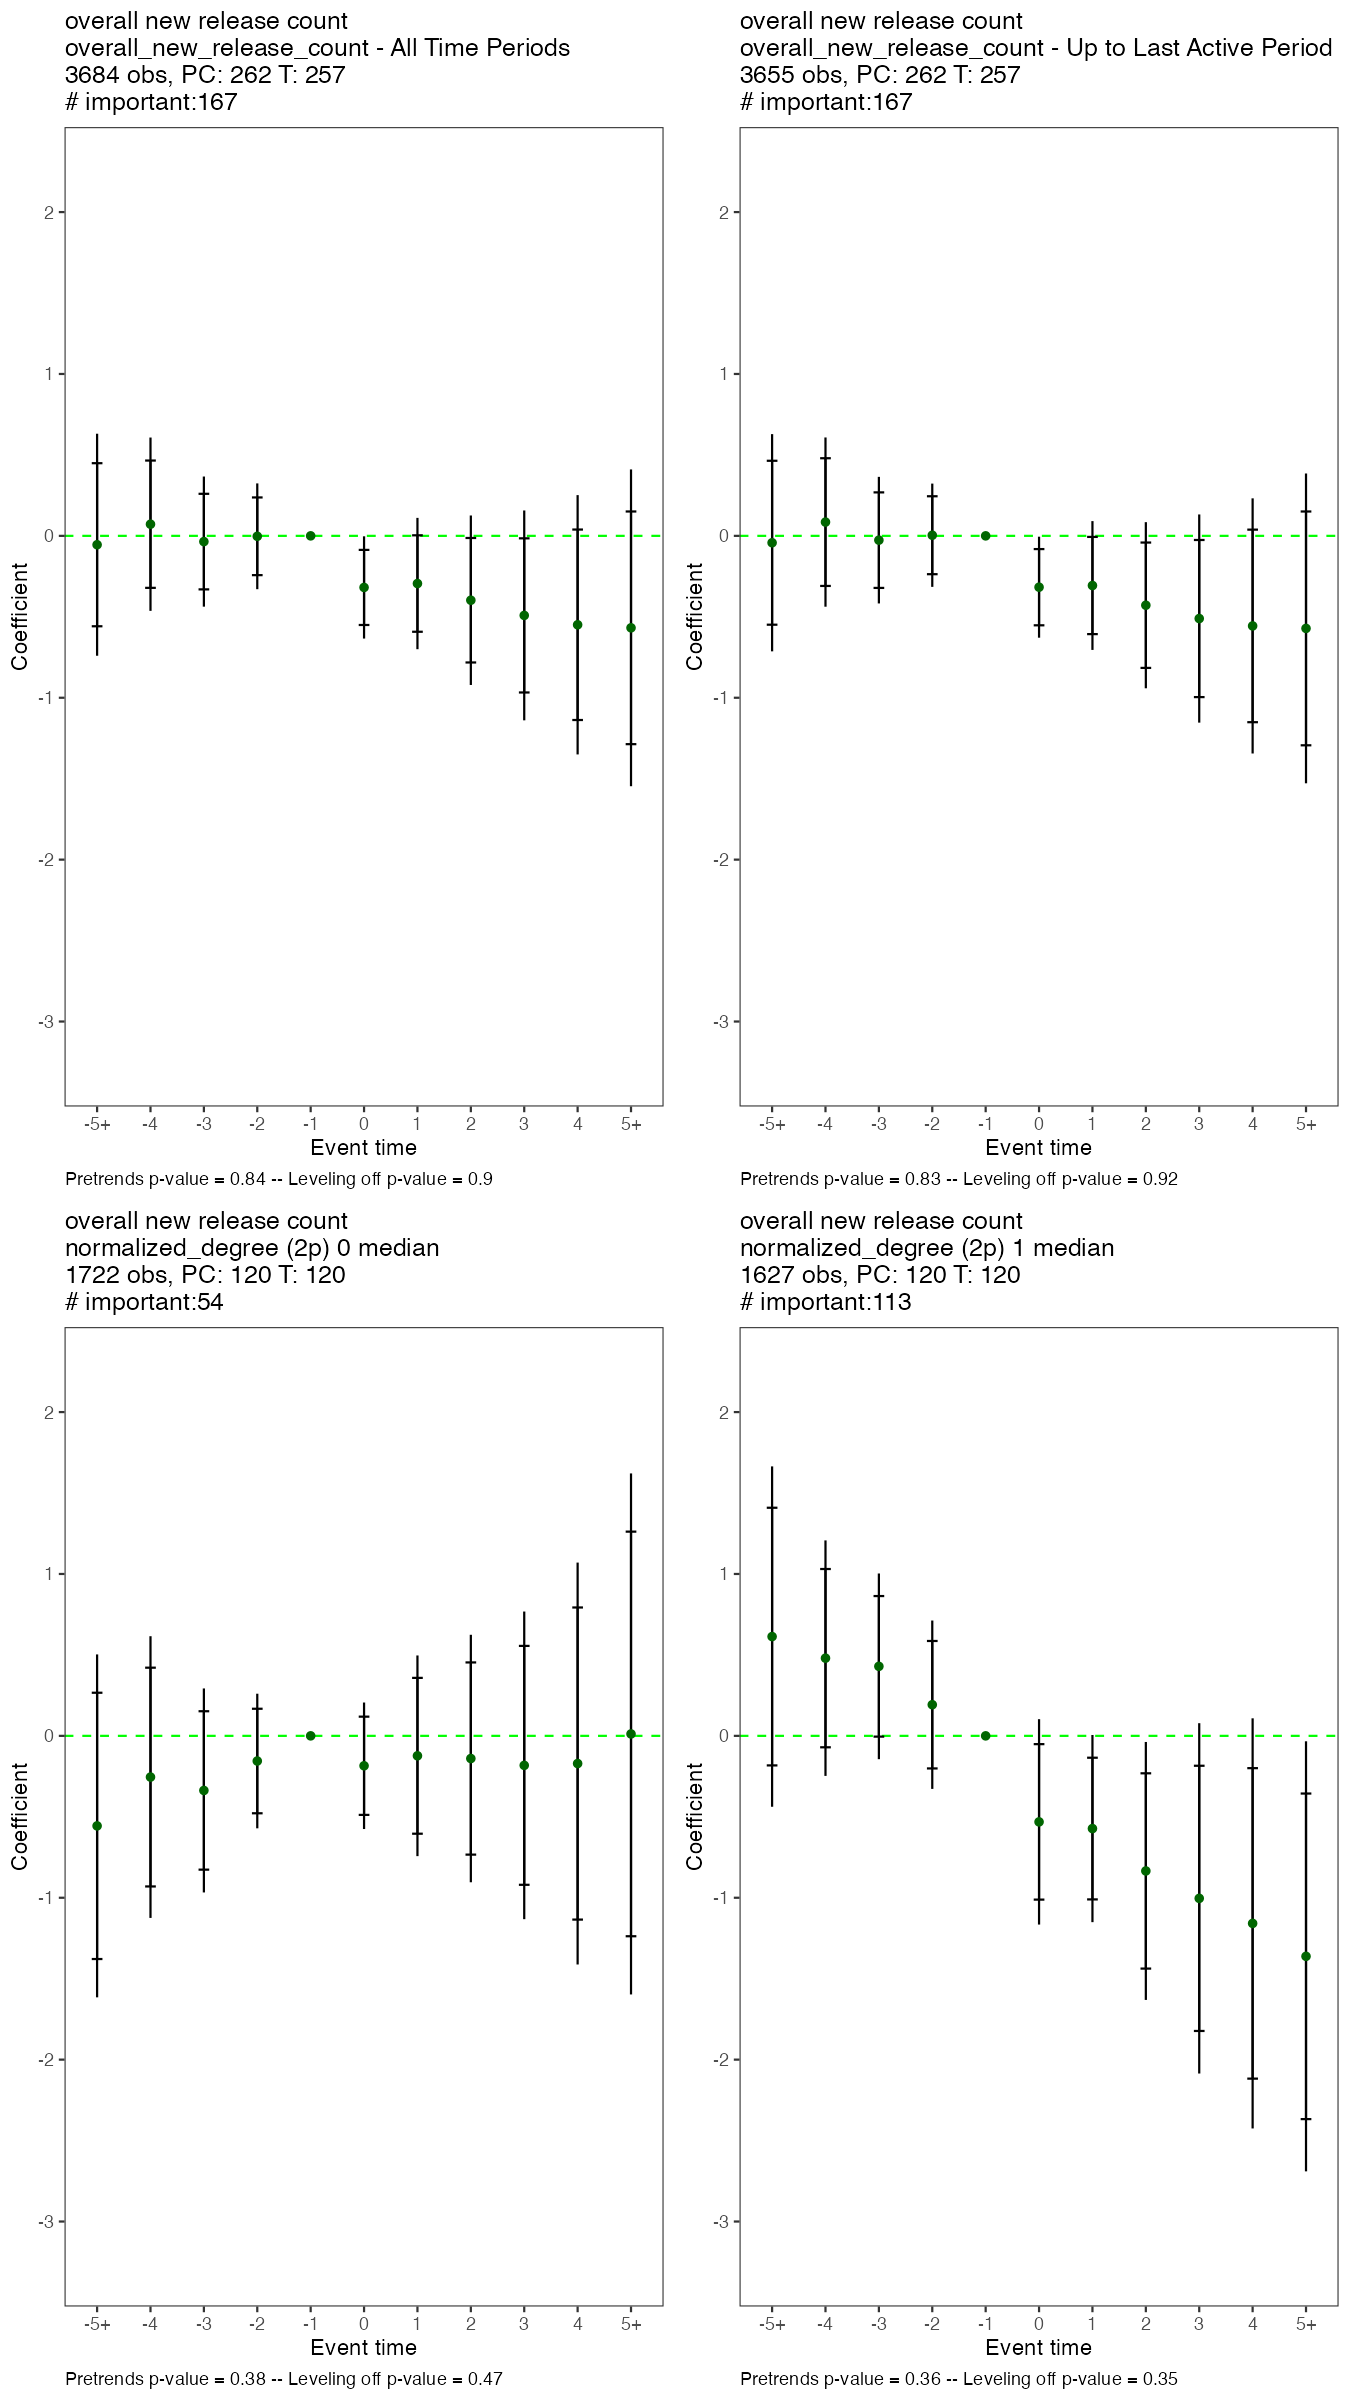 overall new release count
overall_new_release_count - All Time Periods
3684 obs, PC: 262 T: 257
# important:167
2
1
0
-1
-2
-3
Coefficient
-5+ -4 -3 -2 -1 0 1 2 3 4 5+
Event time
Pretrends p-value = 0.84 -- Leveling off p-value = 0.9
overall new release count
overall_new_release_count - Up to Last Active Period
3655 obs, PC: 262 T: 257
# important:167
2
1
0
-1
-2
-3
Coefficient
-5+ -4 -3 -2 -1 0 1 2 3 4 5+
Event time
Pretrends p-value = 0.83 -- Leveling off p-value = 0.92
overall new release count
normalized_degree (2p) 0 median
1722 obs, PC: 120 T: 120
# important:54
2
1
0
-1
-2
-3
Coefficient
-5+ -4 -3 -2 -1 0 1 2 3 4 5+
Event time
Pretrends p-value = 0.38 -- Leveling off p-value = 0.47
overall new release count
normalized_degree (2p) 1 median
1627 obs, PC: 120 T: 120
# important:113
2
1
0
-1
-2
-3
Coefficient
-5+ -4 -3 -2 -1 0 1 2 3 4 5+
Event time
Pretrends p-value = 0.36 -- Leveling off p-value = 0.35